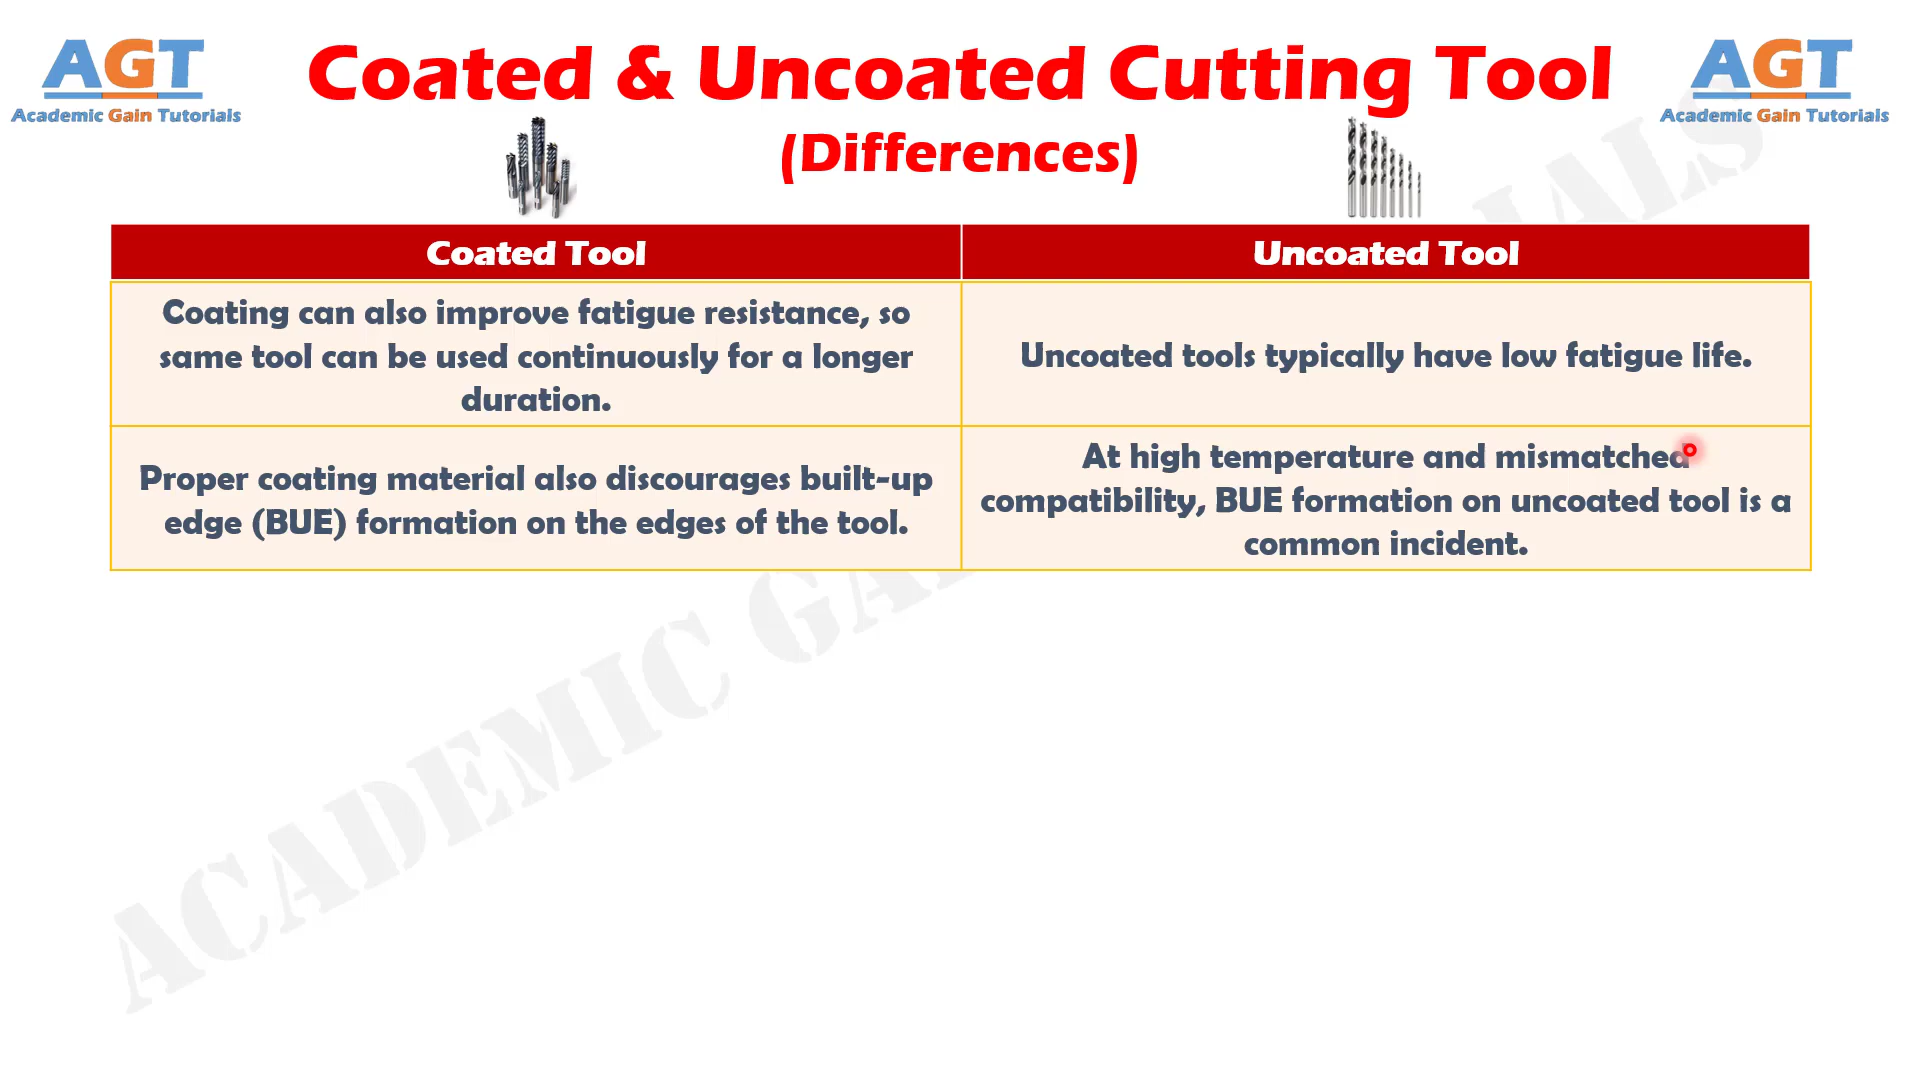 AGT
Academic Gain Tutorials
Coated & Uncoated Cutting Tool
(Differences)
AGT
Academic Gain Tutorials
Coated Tool
Uncoated Tool
Coating can also improve fatigue resistance, so
same tool can be used continuously for a longer
duration.
Uncoated tools typically have low fatigue life.
Proper coating material also discourages built-up
edge (BUE) formation on the edges of the tool.
At high temperature and mismatched
compatibility, BUE formation on uncoated tool is a
common incident.